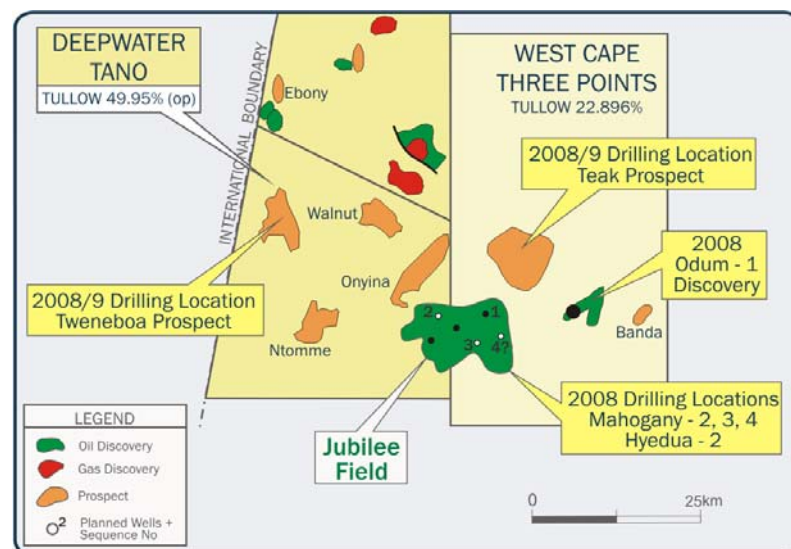 DEEPWATER
TANO
TULLOW 49.95% (op)
INTERNATIONAL BOUNDARY
Ebony
WEST CAPE
THREE POINTS
TULLOW 22.896%
2008/9 Drilling Location
Teak Prospect
Walnut
2008
Odum - 1
Discovery
Onyina
2008/9 Drilling Location
Tweneboa Prospect
2
1
Banda
Ntomme
3
4?
2008 Drilling Locations
Mahogany - 2, 3, 4
Hyedua - 2
Jubilee
Field
LEGEND
Oil Discovery
Gas Discovery
Prospect
2
Planned Wells +
Sequence No
0
25km